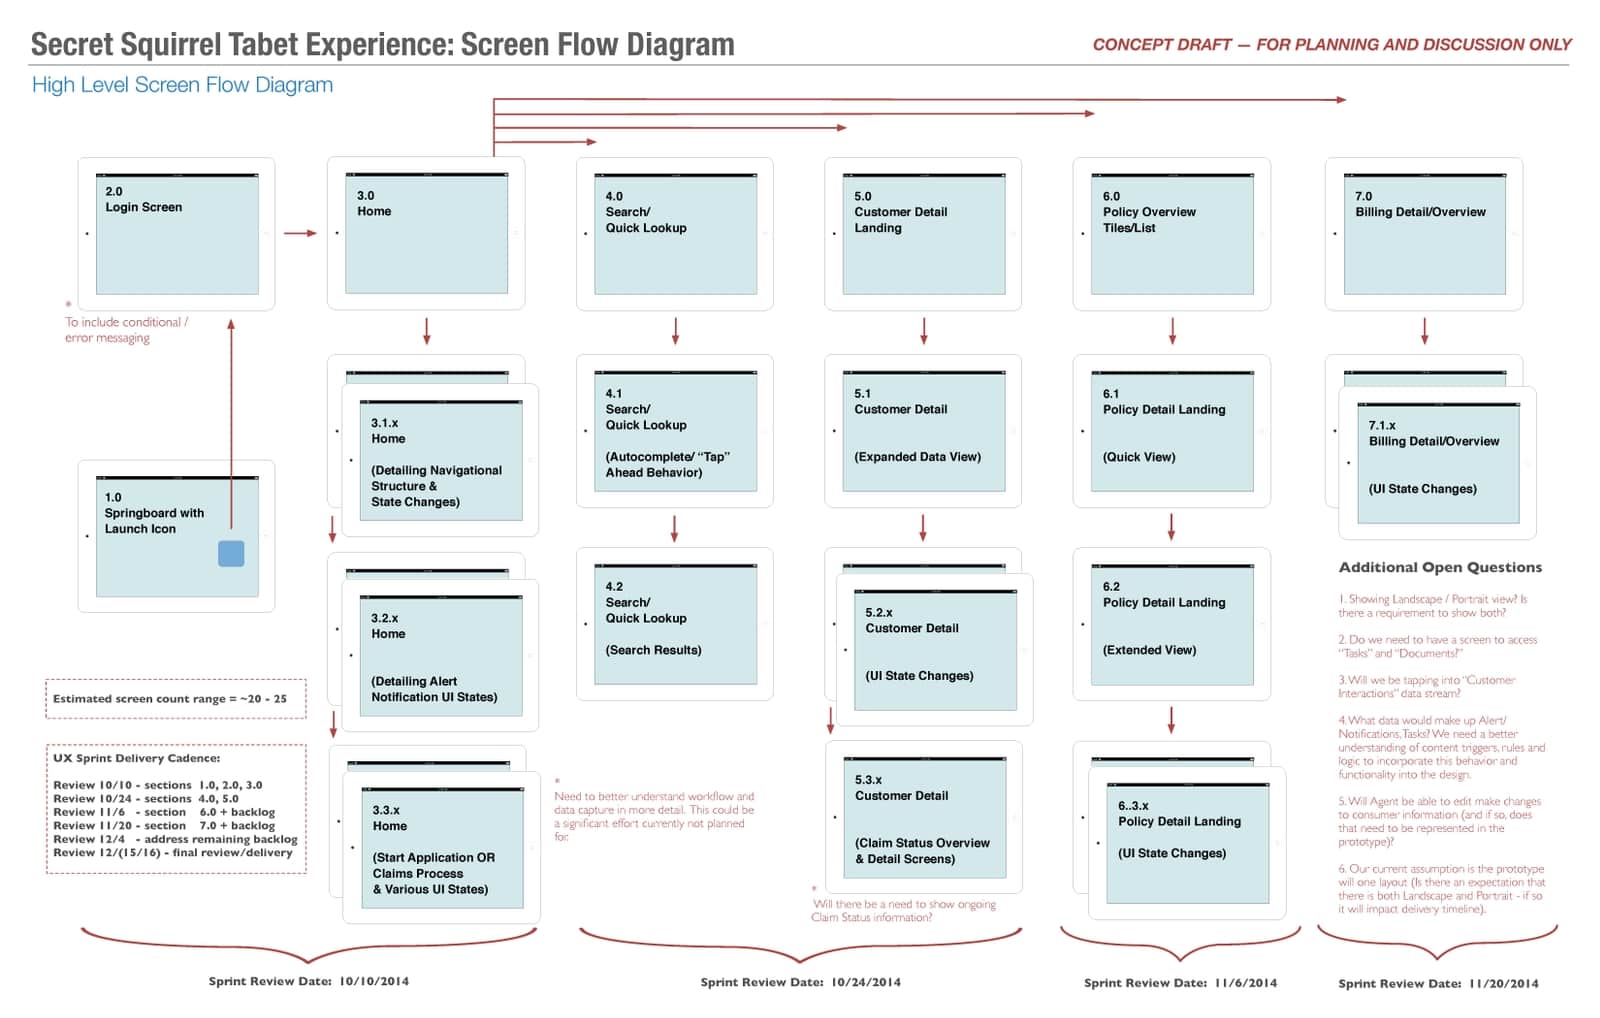 Secret Squirrel Tabet Experience: Screen Flow Diagram
CONCEPT DRAFT — FOR PLANNING AND DISCUSSION ONLY
High Level Screen Flow Diagram
2.0
Login Screen
*
To include conditional /
error messaging
1.0
Springboard with
Launch Icon
Estimated screen count range = ~20 - 25
UX Sprint Delivery Cadence:
Review 10/10 - sections 1.0, 2.0, 3.0
Review 10/24 - sections 4.0, 5.0
Review 11/6 - section 6.0 + backlog
Review 11/20 - section 7.0 + backlog
Review 12/4 - address remaining backlog
Review 12/(15/16) - final review/delivery
3.0
Home
3.1.x
Home
(Detailing Navigational
Structure &
State Changes)
3.2.x
Home
(Detailing Alert
Notification UI States)
3.3.x
Home
(Start Application OR
Claims Process
& Various UI States)
*
Need to better understand workflow and
data capture in more detail. This could be
a significant effort currently not planned
for.
4.0
Search/
Quick Lookup
4.1
Search/
Quick Lookup
(Autocomplete/ “Tap”
Ahead Behavior)
4.2
Search/
Quick Lookup
(Search Results)
5.0
Customer Detail
Landing
5.1
Customer Detail
(Expanded Data View)
5.2.x
Customer Detail
(UI State Changes)
5.3.x
Customer Detail
(Claim Status Overview
& Detail Screens)
*
Will there be a need to show ongoing
Claim Status information?
6.0
Policy Overview
Tiles/List
6.1
Policy Detail Landing
(Quick View)
6.2
Policy Detail Landing
(Extended View)
6..3.x
Policy Detail Landing
(UI State Changes)
7.0
Billing Detail/Overview
7.1.x
Billing Detail/Overview
(UI State Changes)
Additional Open Questions
1. Showing Landscape / Portrait view? Is
there a requirement to show both?
2. Do we need to have a screen to access
“Tasks” and “Documents?”
3. Will we be tapping into “Customer
Interactions” data stream?
4. What data would make up Alert/
Notifications, Tasks? We need a better
understanding of content triggers, rules and
logic to incorporate this behavior and
functionality into the design.
5. Will Agent be able to edit make changes
to consumer information (and if so, does
that need to be represented in the
prototype)?
6. Our current assumption is the prototype
will one layout (Is there an expectation that
there is both Landscape and Portrait - if so
it will impact delivery timeline).
Sprint Review Date: 10/10/2014
Sprint Review Date: 10/24/2014
Sprint Review Date: 11/6/2014
Sprint Review Date: 11/20/2014